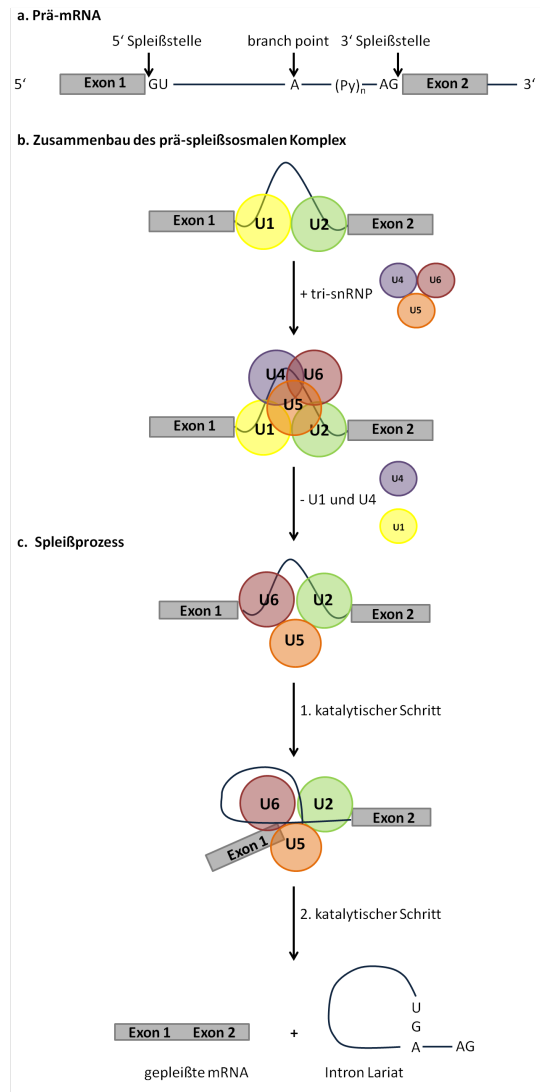 a. Prä-mRNA
5‘ Spleißstelle branch point 3‘ Spleißstelle
5‘ Exon 1 GU A (Py)n AG Exon 2 3‘
b. Zusammenbau des prä-spleißsosmalen Komplex
Exon 1 U1 U2 Exon 2
+ tri-snRNP U4 U6
U5
U4 U6
U5
Exon 1 U1 U2 Exon 2
- U1 und U4 U4
U1
c. Spleißprozess
Exon 1 U6 U2 Exon 2
U5
1. katalytischer Schritt
U6 U2 Exon 2
Exon 1 U5
2. katalytischer Schritt
U
G
A AG
Exon 1 Exon 2 +
gepleißte mRNA Intron Lariat